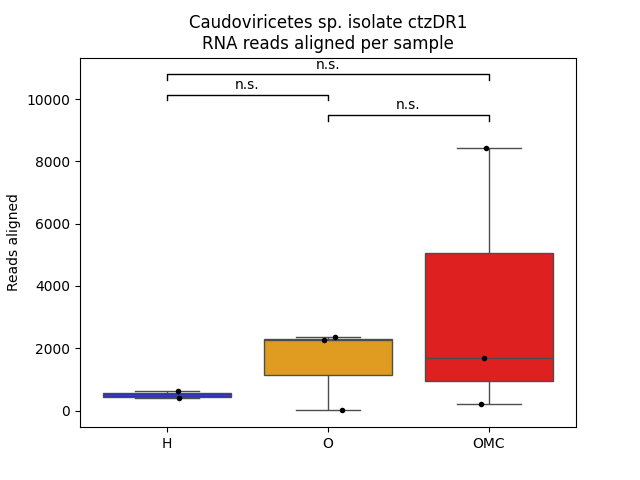 Caudoviricetes sp. isolate ctzDR1
RNA reads aligned per sample
n.s.
n.s.
n.s.
10000
8000
6000
4000
2000
0
Reads aligned
H
O
OMC